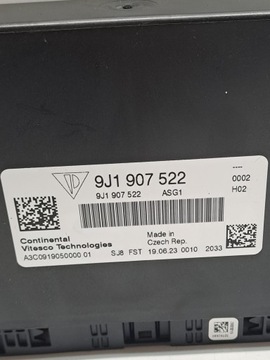 ----
9J1 907 522
0002
9J1 907 522 ASG1
H02
Made in
Czech Rep.
Continental
Vitesco Technologies
A3C0919050000 01
SJ8 FST 19.06.23 0010 2033